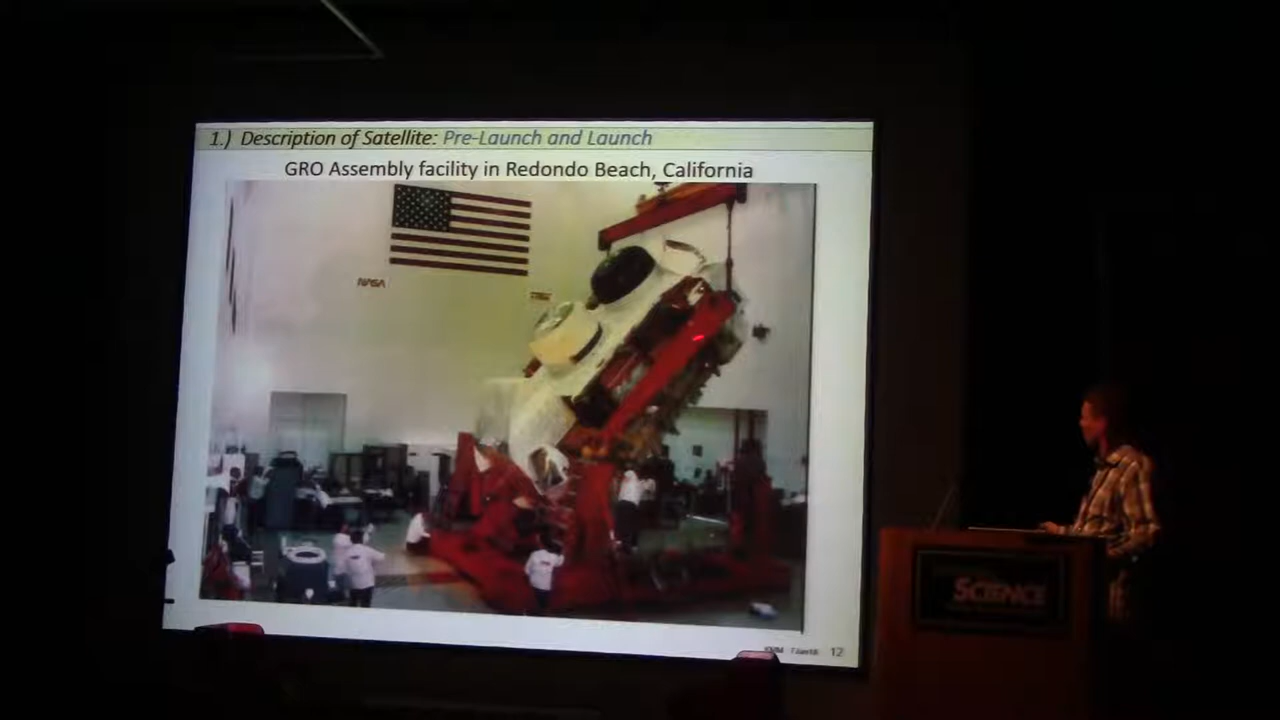 1.) Description of Satellite: Pre-Launch and Launch
GRO Assembly facility in Redondo Beach, California
NASA
12
SCIENCE